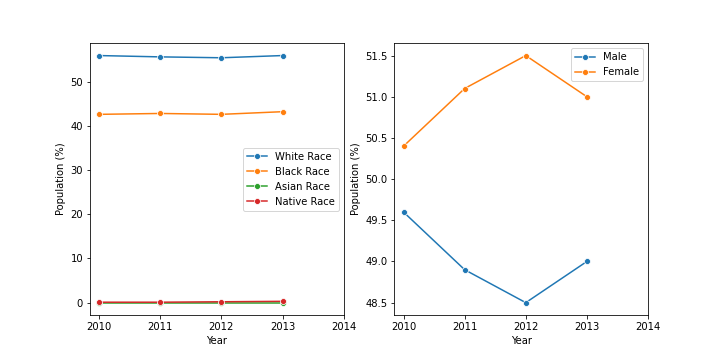 50
40
30
20
10
0
Population (%)
2010 2011 2012 2013 2014
Year
White Race
Black Race
Asian Race
Native Race
51.5
51.0
50.5
50.0
49.5
49.0
48.5
Population (%)
2010 2011 2012 2013 2014
Year
Male
Female